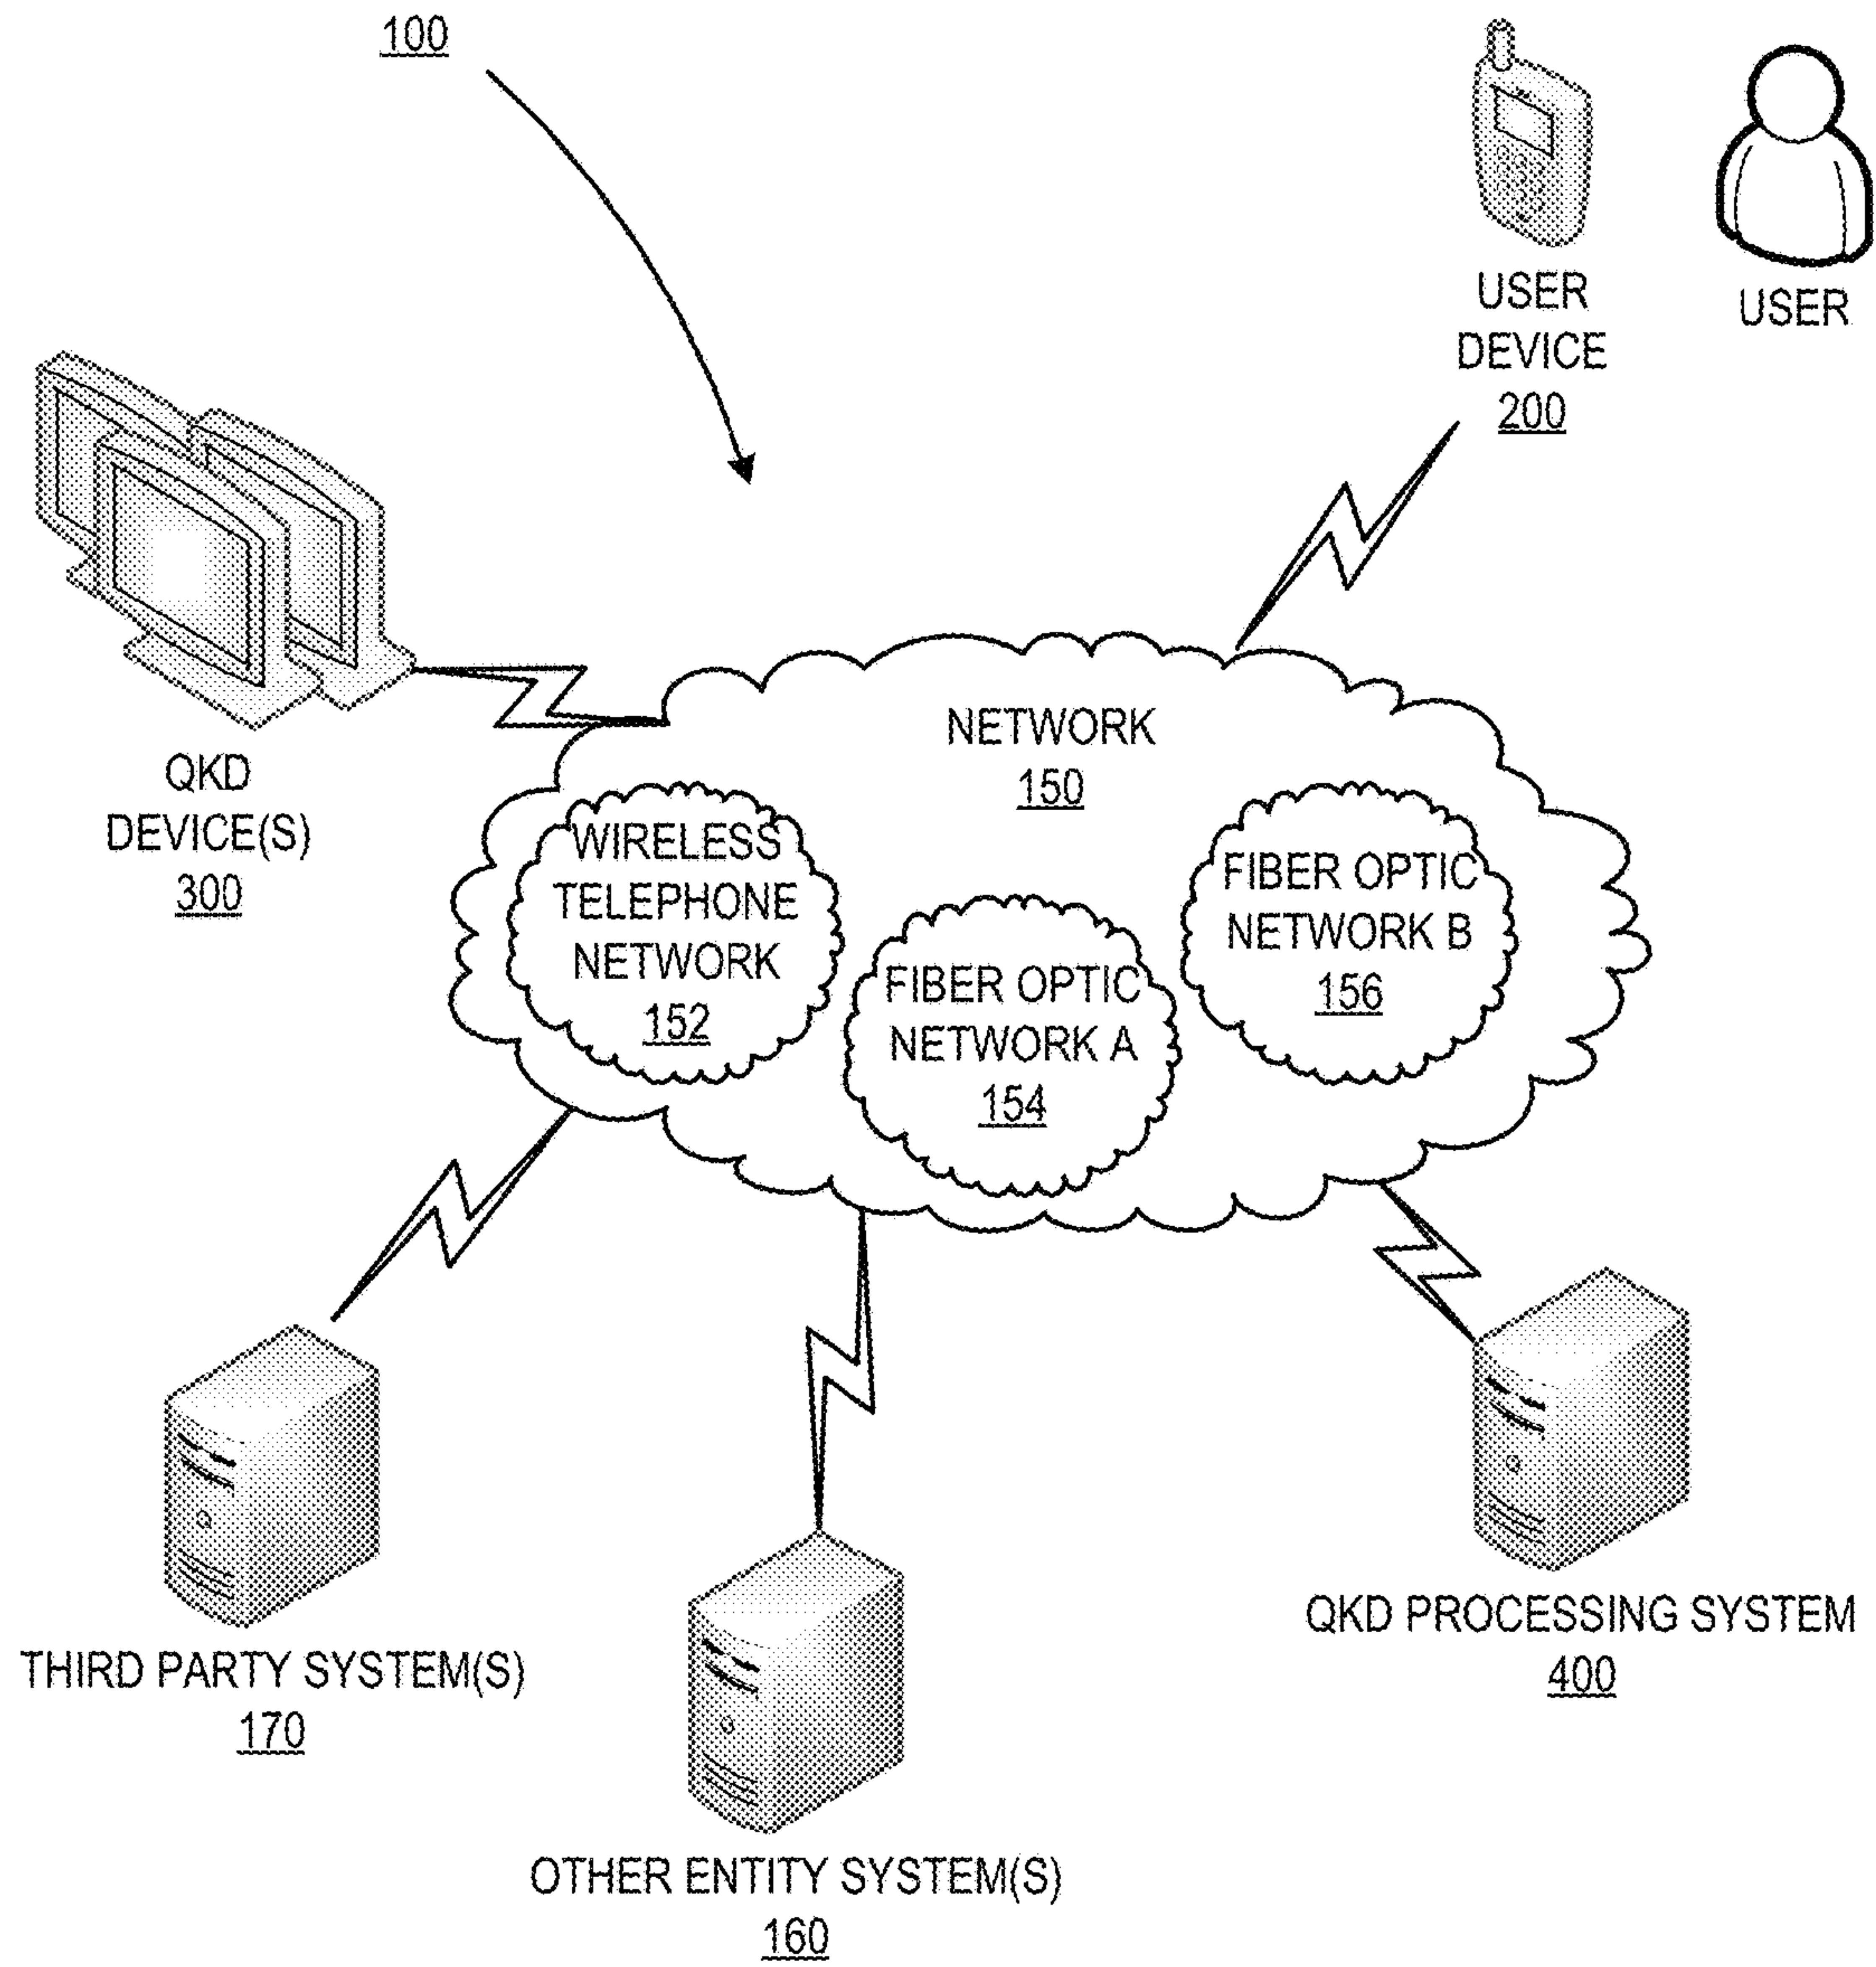 100
USER
DEVICE
200
USER
QKD
DEVICE(S)
300
NETWORK
150
WIRELESS
TELEPHONE
NETWORK
152
FIBER OPTIC
NETWORK A
154
FIBER OPTIC
NETWORK B
156
THIRD PARTY SYSTEM(S)
170
OTHER ENTITY SYSTEM(S)
160
QKD PROCESSING SYSTEM
400